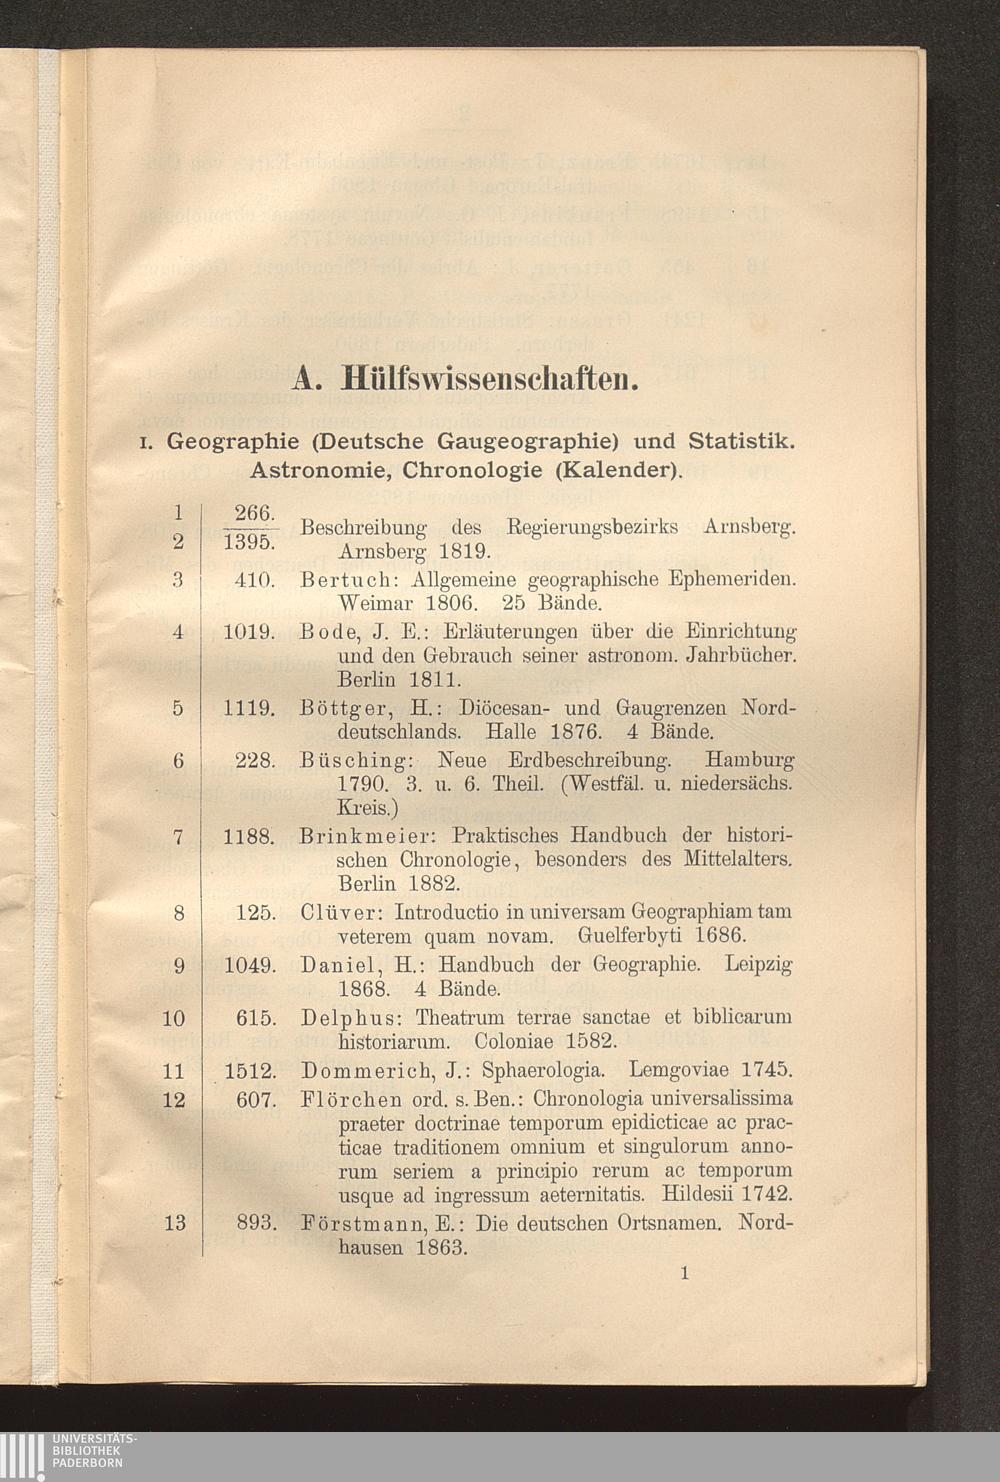 A. Hülfswissenschaften.
1. Geographie (Deutsche Gaugeographie) und Statistik.
Astronomie, Chronologie (Kalender).
1 266.
2 1395. Beschreibung des Regierungsbezirks Arnsberg.
Arnsberg 1819.
3 410. Bertuch: Allgemeine geographische Ephemeriden.
Weimar 1806. 25 Bände.
4 1019. Bode, J. E.: Erläuterungen über die Einrichtung
und den Gebrauch seiner astronom. Jahrbücher.
Berlin 1811.
5 1119. Böttger, H.: Diöcesan- und Gaugrenzen Nord-
deutschlands. Halle 1876. 4 Bände.
6 228. Büsching: Neue Erdbeschreibung. Hamburg
1790. 3. u. 6. Theil. (Westfäl. u. niedersächs.
Kreis.)
7 1188. Brinkmeier: Praktisches Handbuch der histori-
schen Chronologie, besonders des Mittelalters.
Berlin 1882.
8 125. Clüver: Introductio in universam Geographiam tam
veterem quam novam. Guelferbyti 1686.
9 1049. Daniel, H.: Handbuch der Geographie. Leipzig
1868. 4 Bände.
10 615. Delphus: Theatrum terrae sanctae et biblicarum
historiarum. Coloniae 1582.
11 1512. Dommerich, J.: Sphaerologia. Lemgoviae 1745.
12 607. Flörchen ord. s. Ben.: Chronologia universalissima
praeter doctrinae temporum epidicticae ac prac-
ticae traditionem omnium et singulorum anno-
rum seriem a principio rerum ac temporum
usque ad ingressum aeternitatis. Hildesii 1742.
13 893. Förstmann, E.: Die deutschen Ortsnamen. Nord-
hausen 1863.
1
UNIVERSITÄTS-
BIBLIOTHEK
PADERBORN